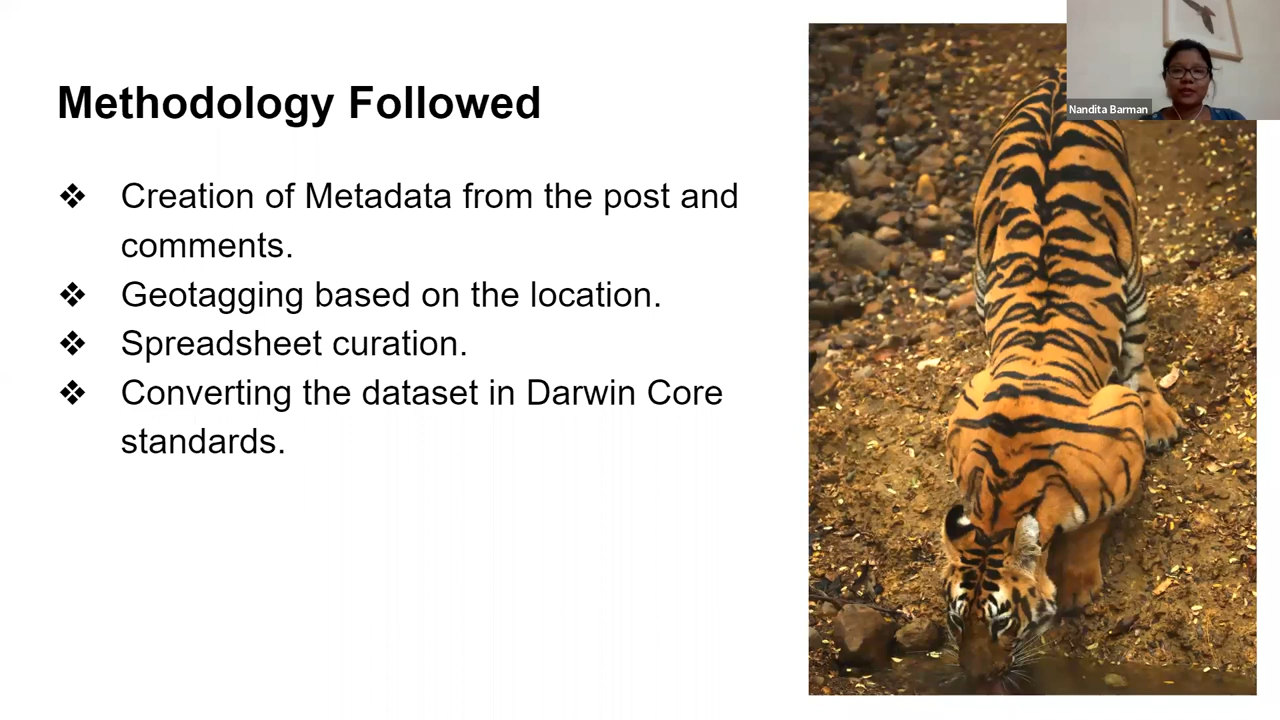 Methodology Followed
❖ Creation of Metadata from the post and
comments.
❖ Geotagging based on the location.
❖ Spreadsheet curation.
❖ Converting the dataset in Darwin Core
standards.
Nandita Barman